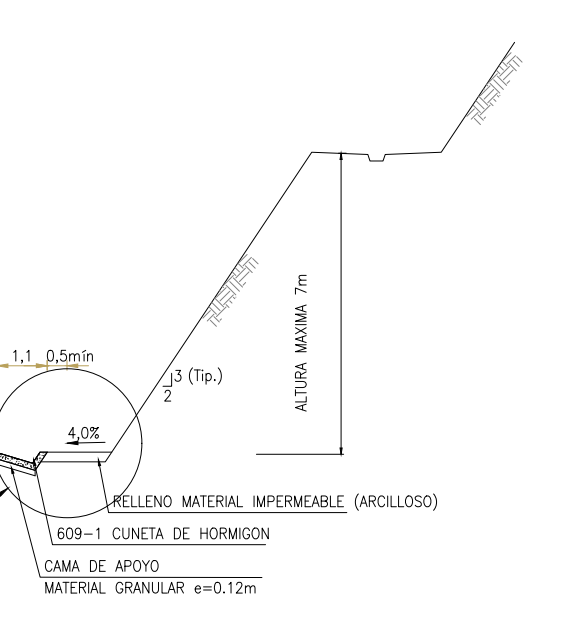 ALTURA MAXIMA 7m
1,1
0,5mín
3 (Tip.)
2
4,0%
RELLENO MATERIAL IMPERMEABLE (ARCILLOSO)
609-1 CUNETA DE HORMIGON
CAMA DE APOYO
MATERIAL GRANULAR e=0.12m